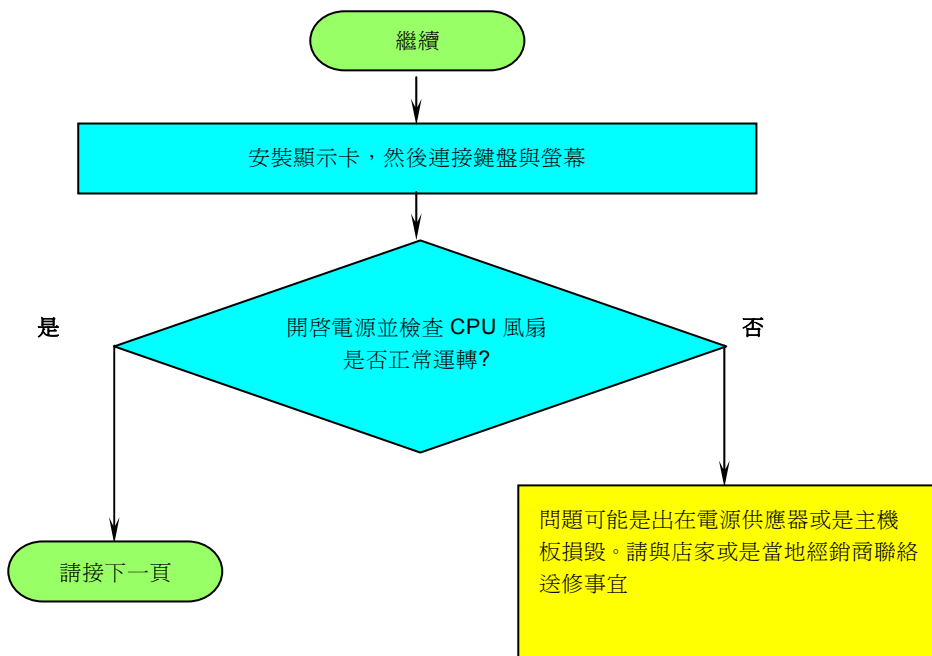 繼續
安裝顯示卡，然後連接鍵盤與螢幕
是
開啓電源並檢查 CPU 風扇
是否正常運轉?
否
問題可能是出在電源供應器或是主機
板損毀。請與店家或是當地經銷商聯絡
送修事宜
請接下一頁